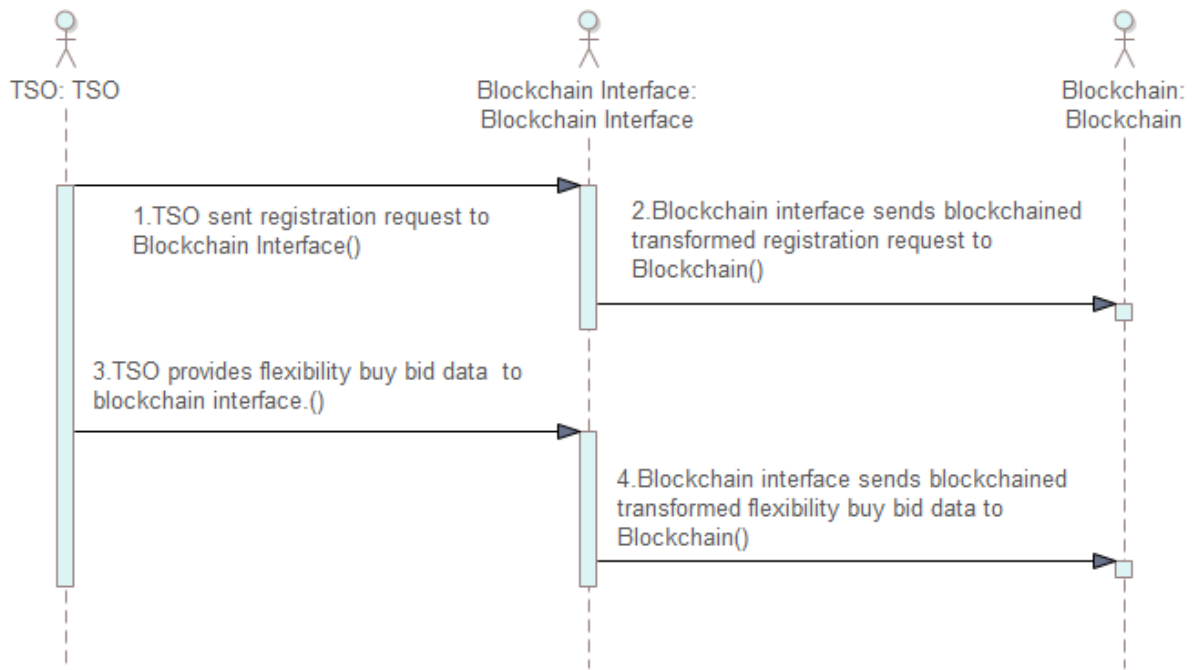 TSO: TSO
Blockchain Interface:
Blockchain Interface
Blockchain:
Blockchain
1.TSO sent registration request to
Blockchain Interface()
2.Blockchain interface sends blockchained
transformed registration request to
Blockchain()
3.TSO provides flexibility buy bid data  to
blockchain interface.()
4.Blockchain interface sends blockchained
transformed flexibility buy bid data to
Blockchain()